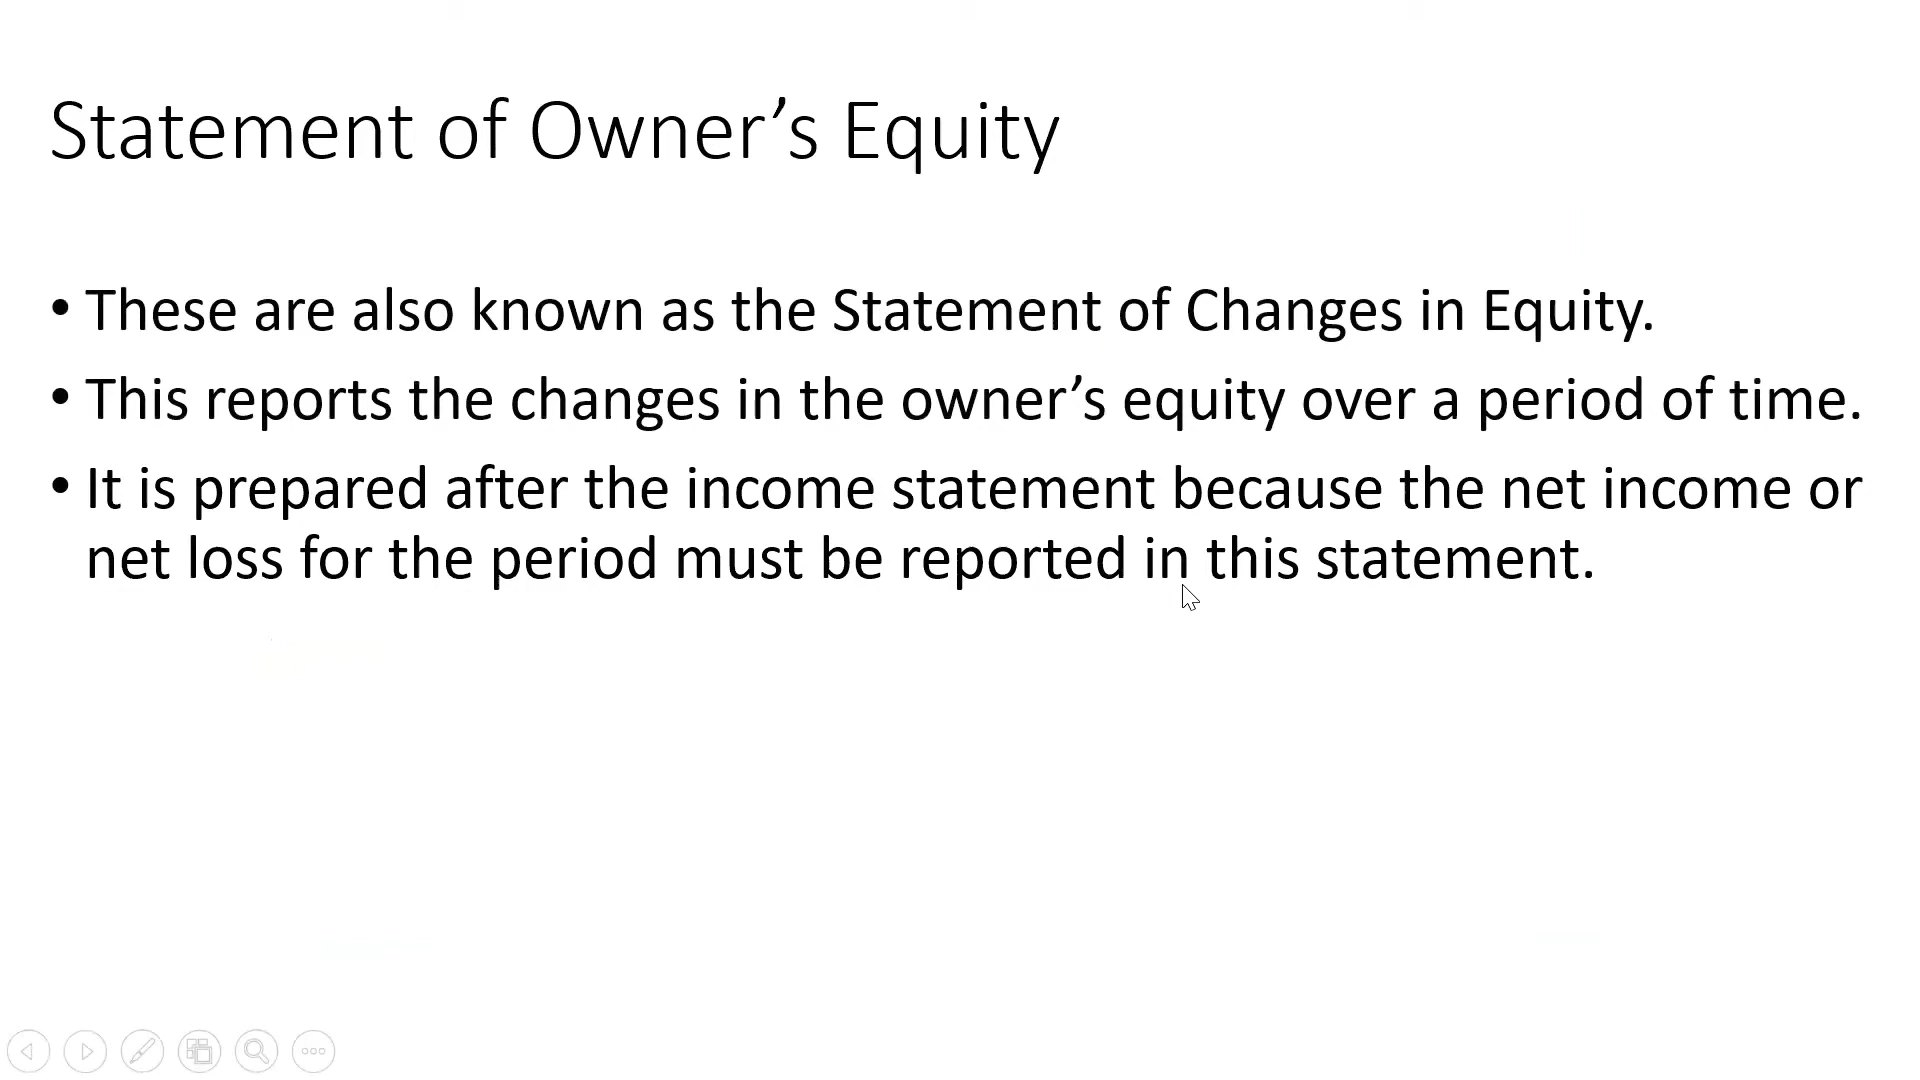 Statement of Owner’s Equity
• These are also known as the Statement of Changes in Equity.
• This reports the changes in the owner’s equity over a period of time.
• It is prepared after the income statement because the net income or
net loss for the period must be reported in this statement.